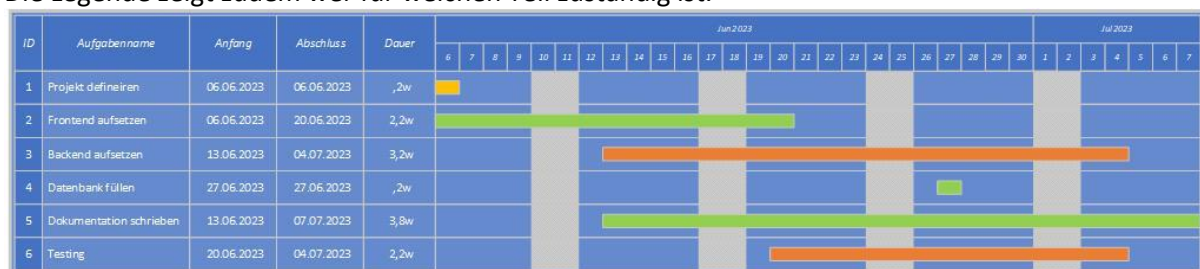 Die Legende zeigt zudem wer für welchen Teil zuständig ist.
ID Aufgabenname Anfang Abschluss Dauer Jun 2023 Jul 2023
6 7 8 9 10 11 12 13 14 15 16 17 18 19 20 21 22 23 24 25 26 27 28 29 30 1 2 3 4 5 6 7
1 Projekt defineiren 06.06.2023 06.06.2023 ,2w
2 Frontend aufsetzen 06.06.2023 20.06.2023 2,2w
3 Backend aufsetzen 13.06.2023 04.07.2023 3,2w
4 Datenbank füllen 27.06.2023 27.06.2023 ,2w
5 Dokumentation schrieben 13.06.2023 07.07.2023 3,8w
6 Testing 20.06.2023 04.07.2023 2,2w